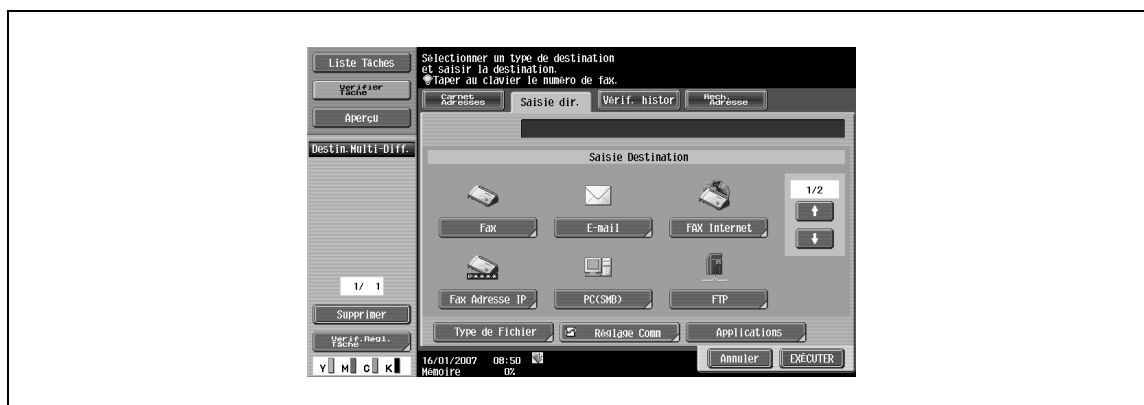 Liste Tâches
Vérifier
Tâche
Aperçu
Destin.Multi-Diff.
1/ 1
Supprimer
Vérif.Régl.
Tâche
Y M C K
Sélectionner un type de destination
et saisir la destination.
Taper au clavier le numéro de fax.
Carnet
Adresses
Saisie dir.
Vérif. histor
Rech.
Adresse
Saisie Destination
Fax
E-mail
FAX Internet
1/2
Fax Adresse IP
PC(SMB)
FTP
Type de Fichier
Réglage Comm
Applications
16/01/2007 08:50
Mémoire 0%
Annuler
EXÉCUTER